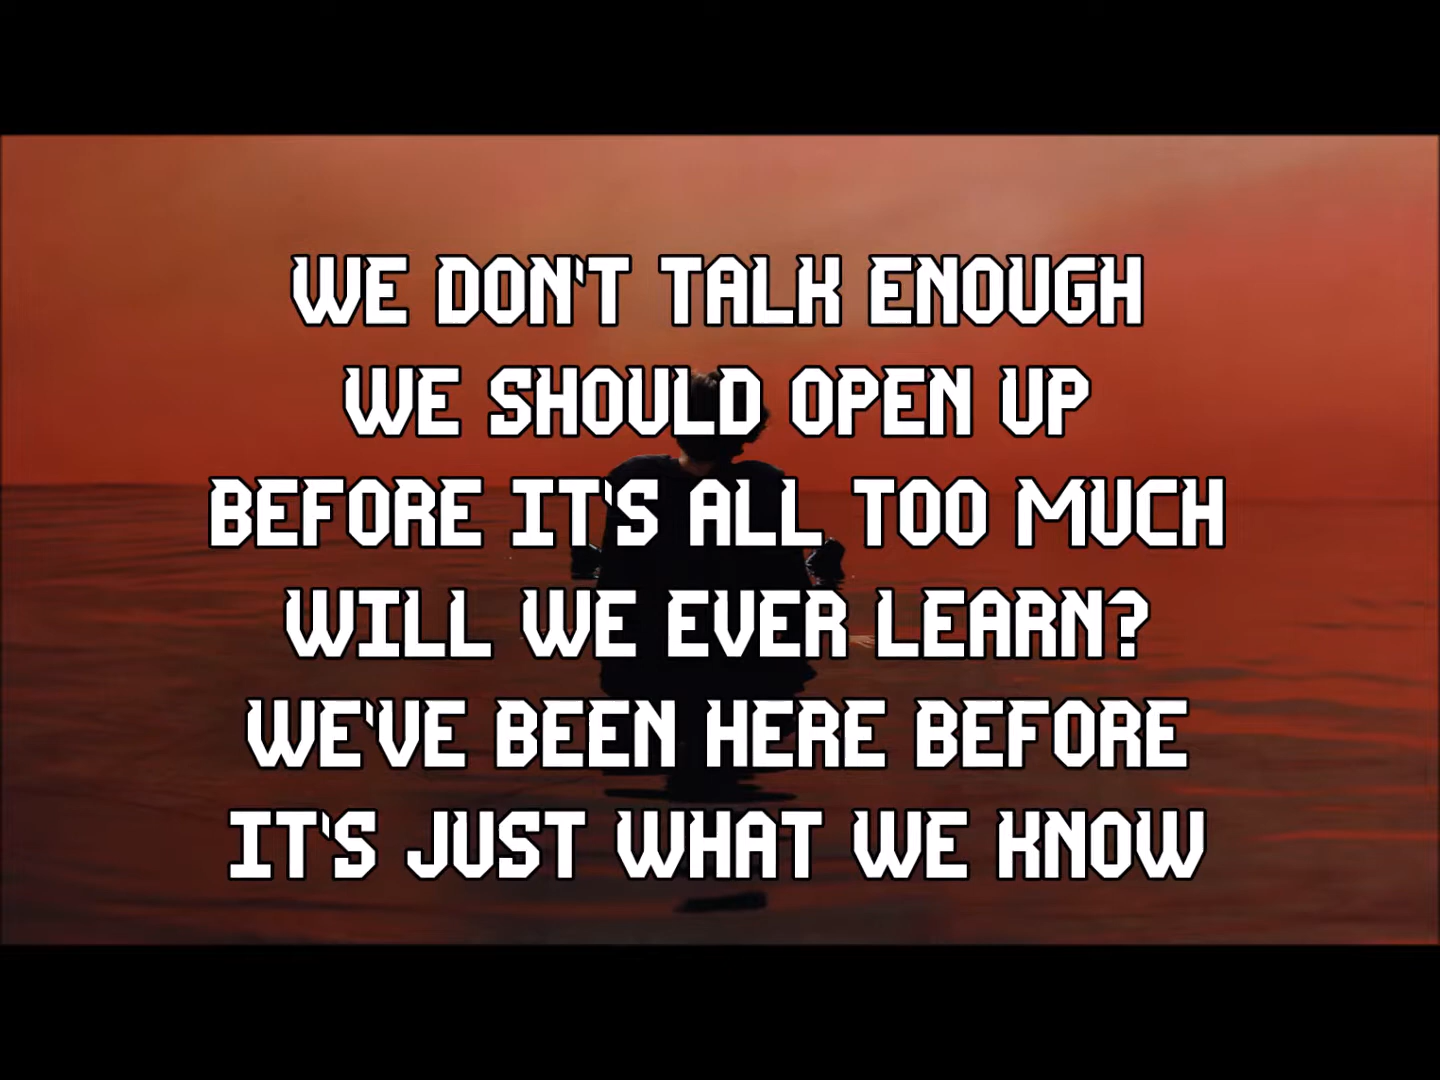 WE DON'T TALK ENOUGH
WE SHOULD OPEN UP
BEFORE IT'S ALL TOO MUCH
WILL WE EVER LEARN?
WE'VE BEEN HERE BEFORE
IT'S JUST WHAT WE KNOW